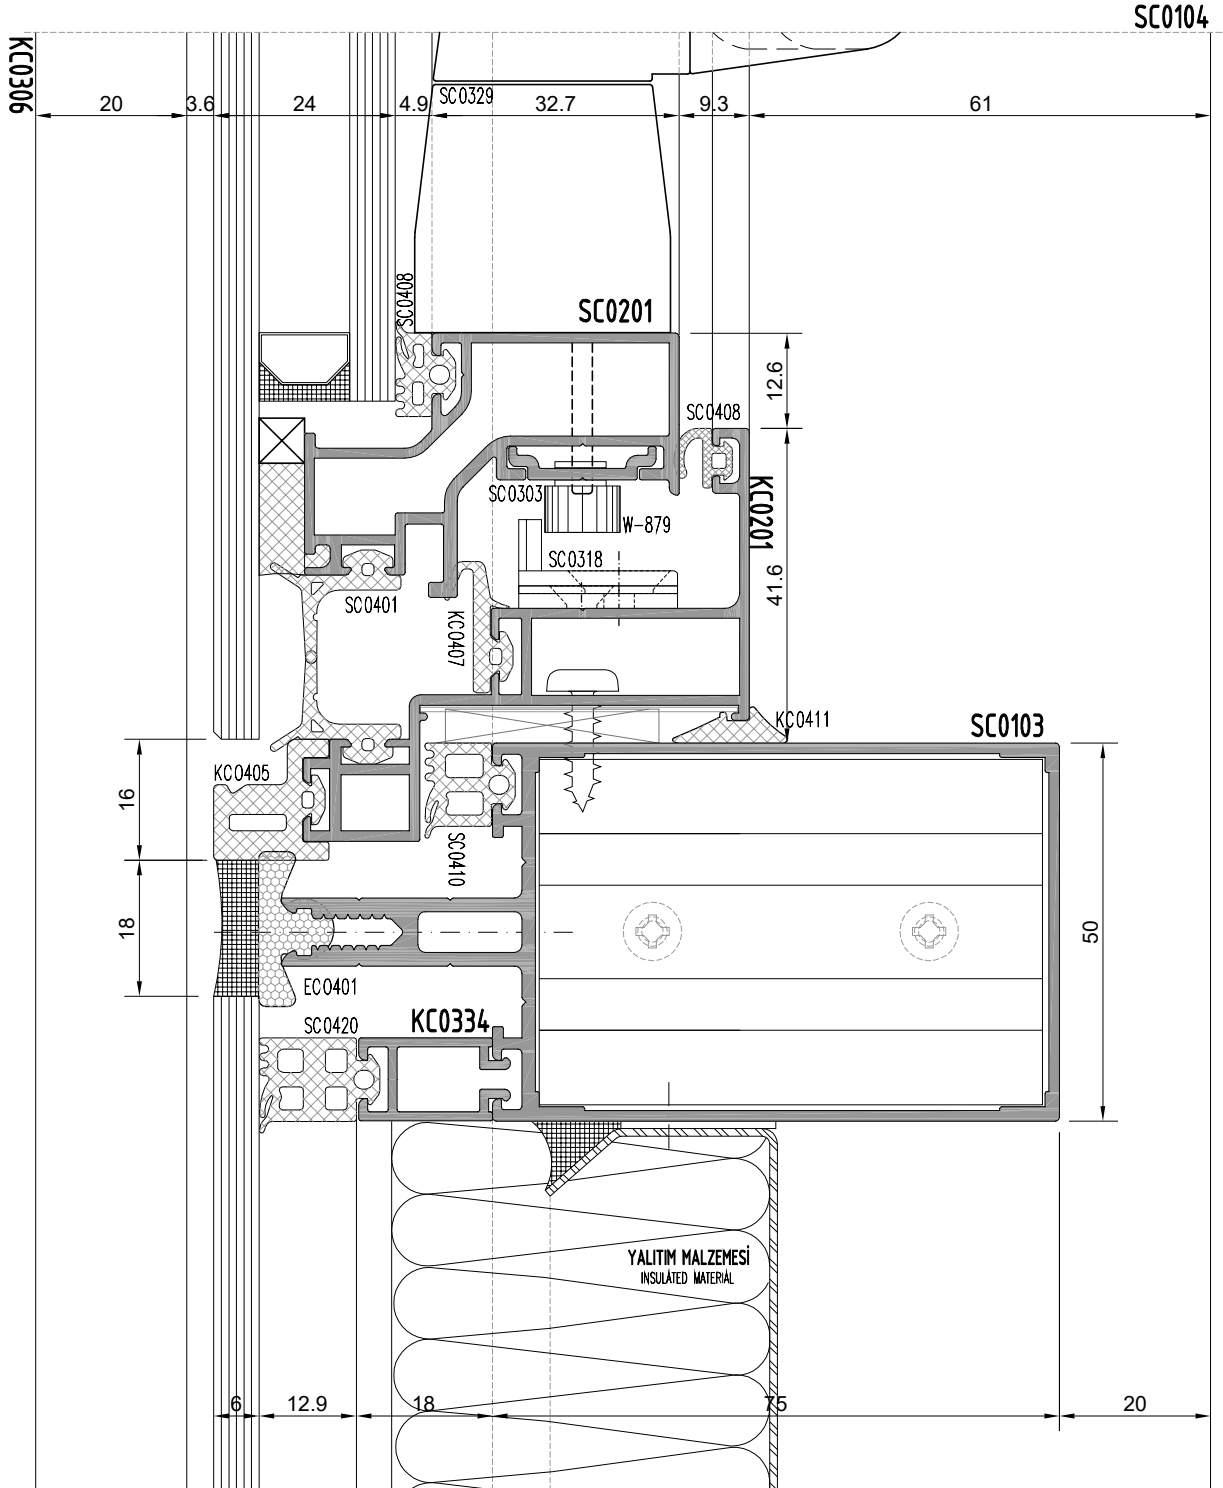 SC0104
KC0306
20
3.6
24
4.9
32.7
9.3
61
SC0329
SC0408
SC0201
12.6
SC0408
SC0303
KC0201
W-879
SC0318
41.6
SC0401
KC0407
KC0411
SC0103
KC0405
16
SC0410
18
50
EC0401
SC0420
KC0334
YALITIM MALZEMESİ
INSULATED MATERIAL
6
12.9
18
75
20